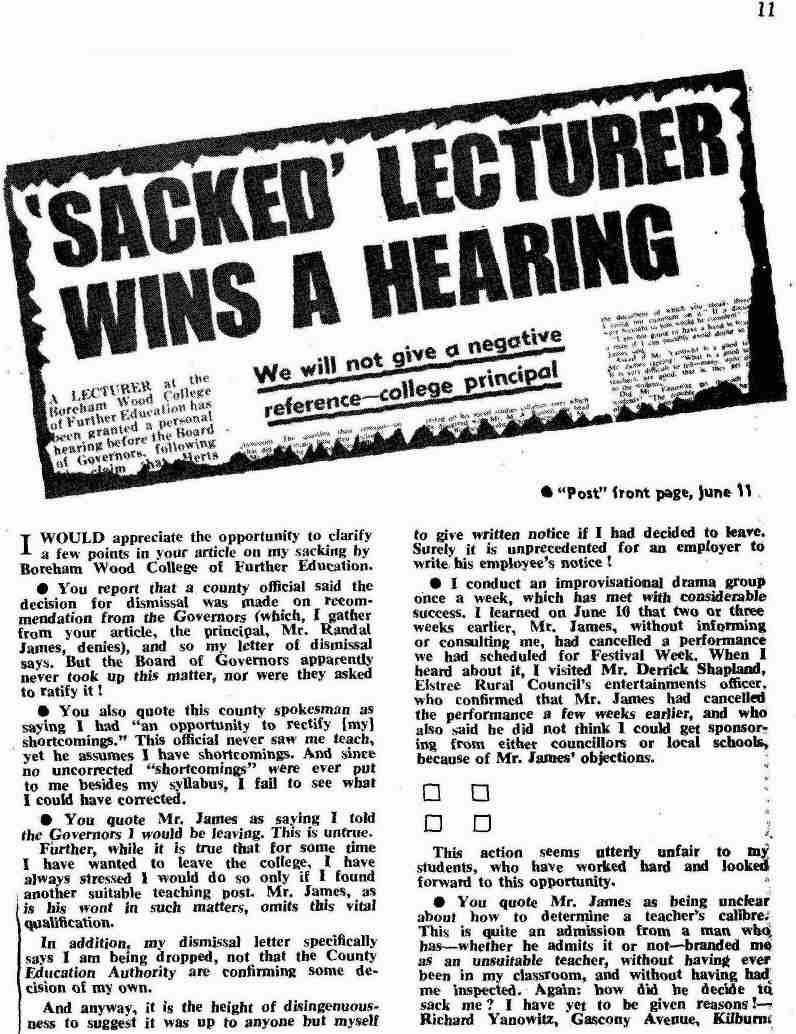 11
'SACKED' LECTURER
WINS A HEARING
We will not give a negative
reference—college principal
A LECTURER at the
Boreham Wood College
of Further Education has
been granted a personal
hearing before the Board
of Governors, following
claim that Herts
● "Post" front page, June 11
I WOULD appreciate the opportunity to clarify
a few points in your article on my sacking by
Boreham Wood College of Further Education.
● You report that a county official said the
decision for dismissal was made on recom-
mendation from the Governors (which, I gather
from your article, the principal, Mr. Randal
James, denies), and so my letter of dismissal
says. But the Board of Governors apparently
never took up this matter, nor were they asked
to ratify it !
● You also quote this county spokesman as
saying I had "an opportunity to rectify [my]
shortcomings." This official never saw me teach,
yet he assumes I have shortcomings. And since
no uncorrected "shortcomings" were ever put
to me besides my syllabus, I fail to see what
I could have corrected.
● You quote Mr. James as saying I told
the Governors I would be leaving. This is untrue.
Further, while it is true that for some time
I have wanted to leave the college, I have
always stressed I would do so only if I found
another suitable teaching post. Mr. James, as
is his wont in such matters, omits this vital
qualification.
In addition, my dismissal letter specifically
says I am being dropped, not that the County
Education Authority are confirming some de-
cision of my own.
And anyway, it is the height of disingenuous-
ness to suggest it was up to anyone but myself
to give written notice if I had decided to leave.
Surely it is unprecedented for an employer to
write his employee's notice !
● I conduct an improvisational drama group
once a week, which has met with considerable
success. I learned on June 10 that two or three
weeks earlier, Mr. James, without informing
or consulting me, had cancelled a performance
we had scheduled for Festival Week. When I
heard about it, I visited Mr. Derrick Shapland,
Elstree Rural Council's entertainments officer,
who confirmed that Mr. James had cancelled
the performance a few weeks earlier, and who
also said he did not think I could get sponsor-
ing from either councillors or local schools,
because of Mr. James' objections.
This action seems utterly unfair to my
students, who have worked hard and looked
forward to this opportunity.
● You quote Mr. James as being unclear
about how to determine a teacher's calibre.
This is quite an admission from a man who
has—whether he admits it or not—branded me
as an unsuitable teacher, without having ever
been in my classroom, and without having had
me inspected. Again: how did he decide to
sack me ? I have yet to be given reasons !—
Richard Yanowitz, Gascony Avenue, Kilburn.